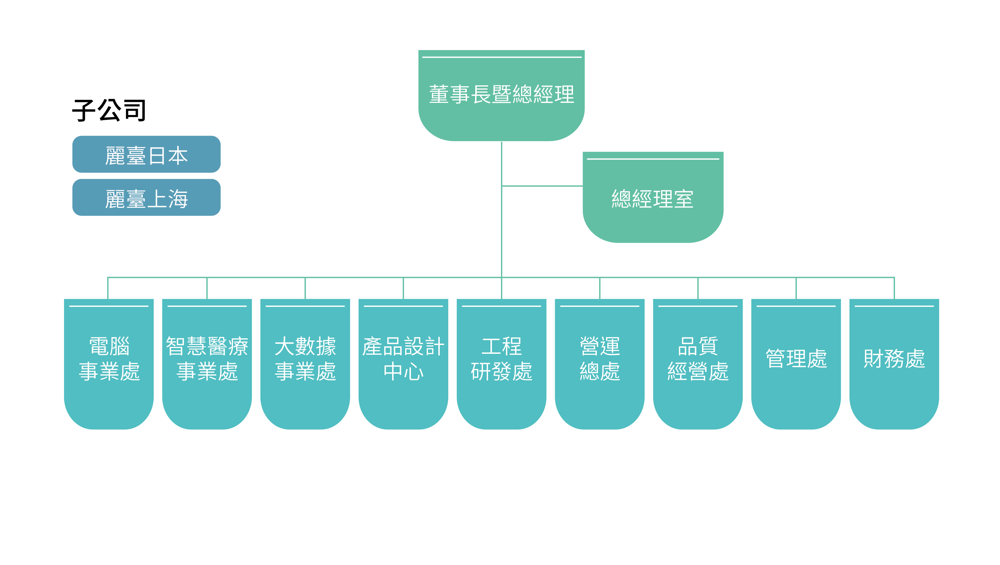 董事長暨總經理
子公司
麗臺日本
麗臺上海
總經理室
電腦
事業處
智慧醫療
事業處
大數據
事業處
產品設計
中心
工程
研發處
營運
總處
品質
經營處
管理處
財務處